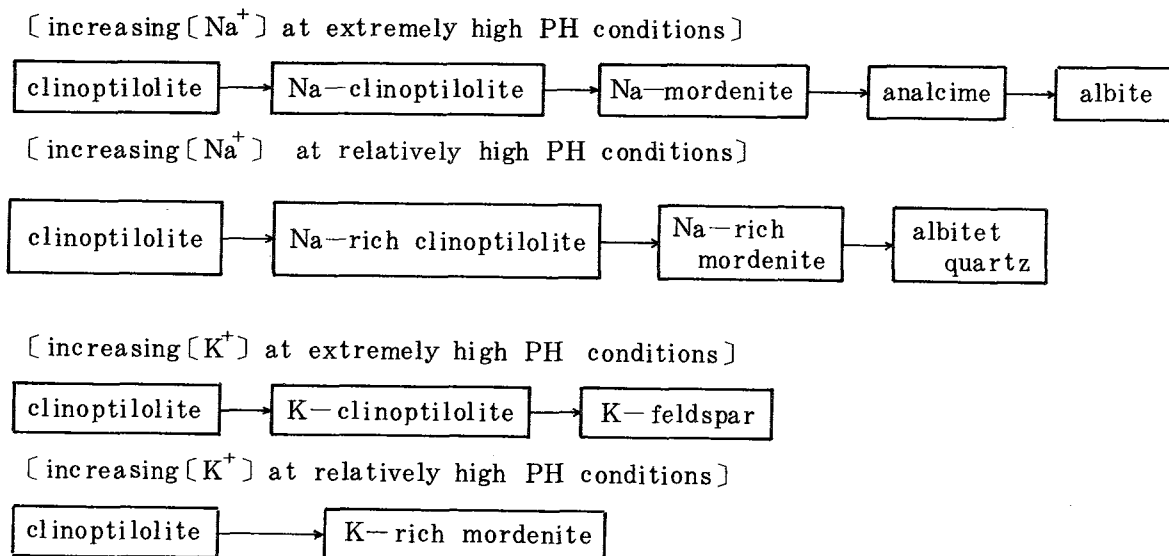 〔increasing〔Na⁺〕at extremely high PH conditions〕
clinoptilolite Na—clinoptilolite Na—mordenite analcime albite
〔increasing〔Na⁺〕 at relatively high PH conditions〕
clinoptilolite Na—rich clinoptilolite Na—rich mordenite albitet quartz
〔increasing〔K⁺〕at extremely high PH conditions〕
clinoptilolite K—clinoptilolite K—feldspar
〔increasing〔K⁺〕at relatively high PH conditions〕
clinoptilolite K—rich mordenite